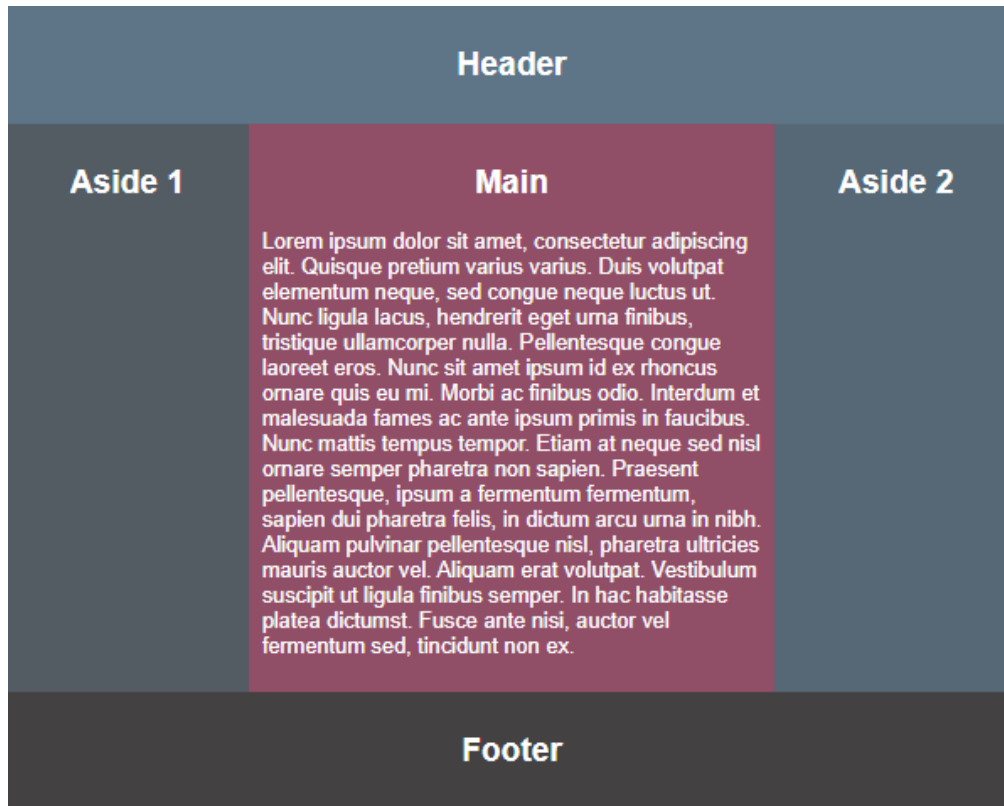 Header
Aside 1
Main
Aside 2
Lorem ipsum dolor sit amet, consectetur adipiscing
elit. Quisque pretium varius varius. Duis volutpat
elementum neque, sed congue neque luctus ut.
Nunc ligula lacus, hendrerit eget urna finibus,
tristique ullamcorper nulla. Pellentesque congue
laoreet eros. Nunc sit amet ipsum id ex rhoncus
ornare quis eu mi. Morbi ac finibus odio. Interdum et
malesuada fames ac ante ipsum primis in faucibus.
Nunc mattis tempus tempor. Etiam at neque sed nisl
ornare semper pharetra non sapien. Praesent
pellentesque, ipsum a fermentum fermentum,
sapien dui pharetra felis, in dictum arcu urna in nibh.
Aliquam pulvinar pellentesque nisl, pharetra ultricies
mauris auctor vel. Aliquam erat volutpat. Vestibulum
suscipit ut ligula finibus semper. In hac habitasse
platea dictumst. Fusce ante nisi, auctor vel
fermentum sed, tincidunt non ex.
Footer